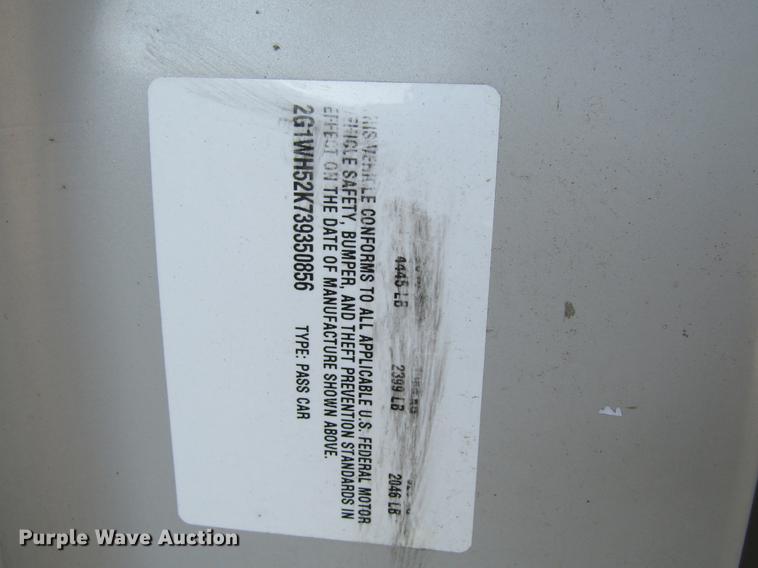 4445 LB 2399 LB 2046 LB
THIS VEHICLE CONFORMS TO ALL APPLICABLE U.S. FEDERAL MOTOR
VEHICLE SAFETY, BUMPER, AND THEFT PREVENTION STANDARDS IN
EFFECT ON THE DATE OF MANUFACTURE SHOWN ABOVE.
2G1WH52K739350856 TYPE: PASS CAR
Purple Wave Auction